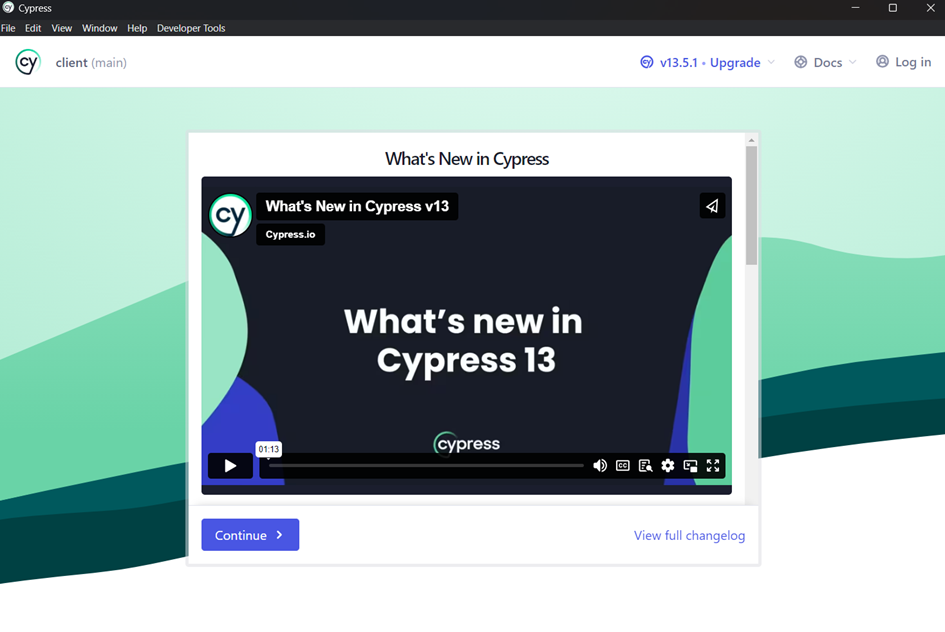 Cypress
File Edit View Window Help Developer Tools
cy client (main) v13.5.1 • Upgrade Docs Log in
What's New in Cypress
cy What's New in Cypress v13
Cypress.io
What's new in
Cypress 13
cypress
01:13
CC
Continue
View full changelog